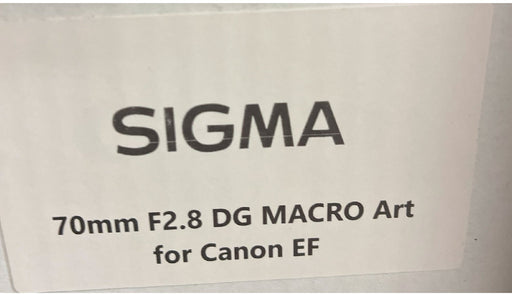 SIGMA
70mm F2.8 DG MACRO Art
for Canon EF